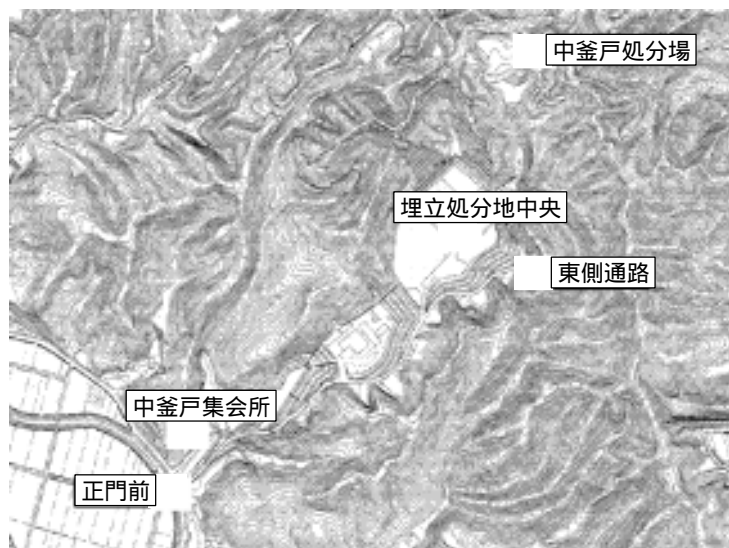 中釜戸処分場
埋立処分地中央
東側通路
中釜戸集会所
正門前